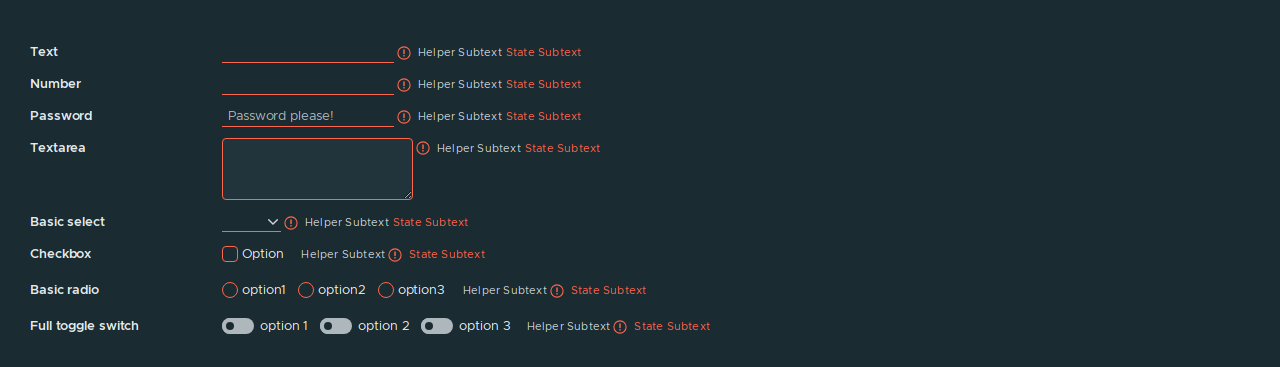 Text Helper Subtext State Subtext
Number Helper Subtext State Subtext
Password Password please! Helper Subtext State Subtext
Textarea Helper Subtext State Subtext
Basic select Helper Subtext State Subtext
Checkbox Option Helper Subtext State Subtext
Basic radio option1 option2 option3 Helper Subtext State Subtext
Full toggle switch option 1 option 2 option 3 Helper Subtext State Subtext